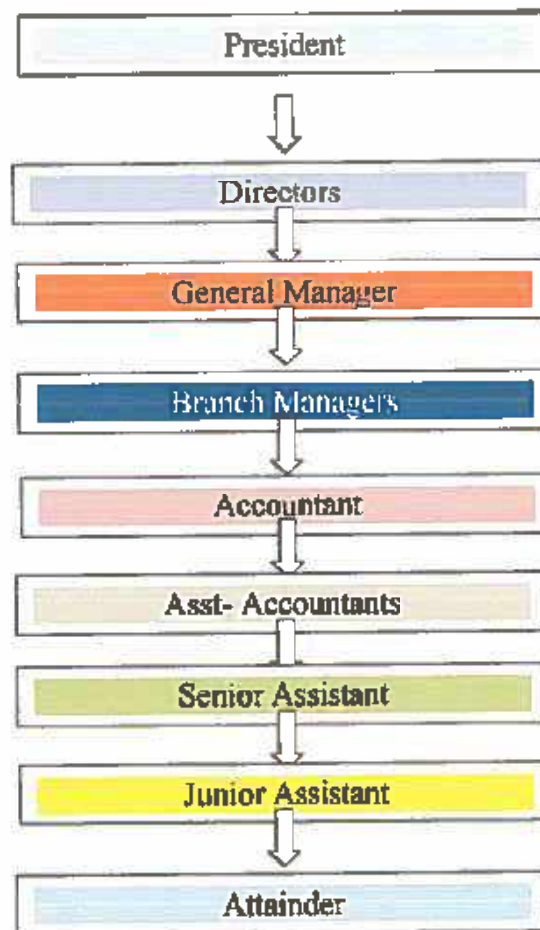 President
Directors
General Manager
Branch Managers
Accountant
Asst- Accountants
Senior Assistant
Junior Assistant
Attainder